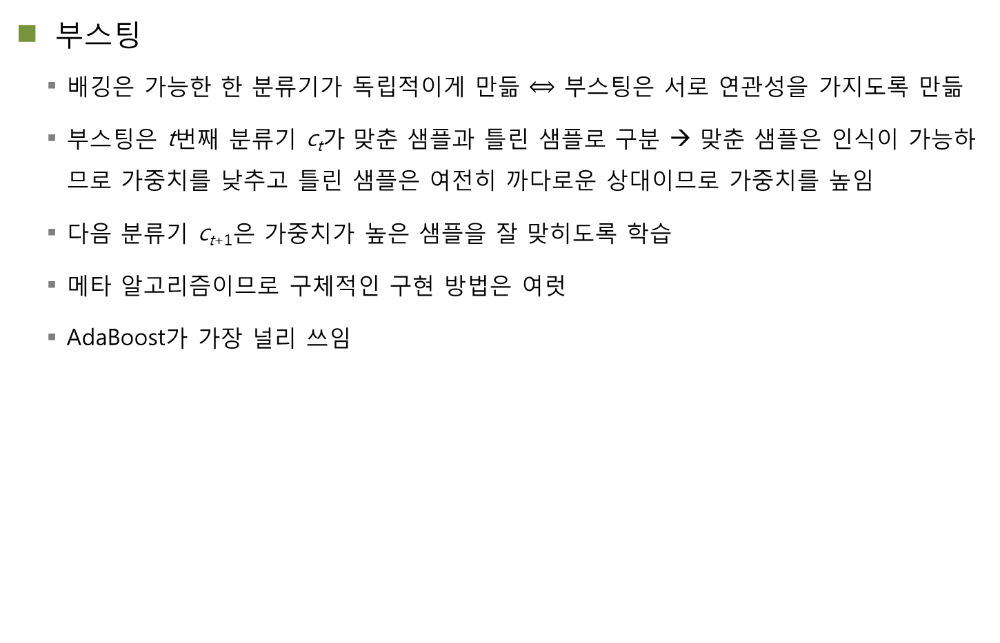 부스팅
배깅은 가능한 한 분류기가 독립적이게 만듦 ⇔ 부스팅은 서로 연관성을 가지도록 만듦
부스팅은 t번째 분류기 ct가 맞춘 샘플과 틀린 샘플로 구분 → 맞춘 샘플은 인식이 가능하
므로 가중치를 낮추고 틀린 샘플은 여전히 까다로운 상대이므로 가중치를 높임
다음 분류기 ct+1은 가중치가 높은 샘플을 잘 맞히도록 학습
메타 알고리즘이므로 구체적인 구현 방법은 여럿
AdaBoost가 가장 널리 쓰임